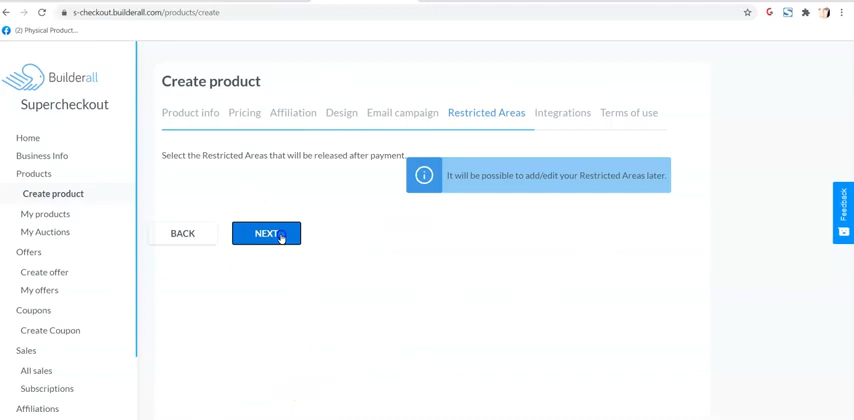 s-checkout.builderall.com/products/create
(2) Physical Product...
Builderall
Supercheckout
Home
Business Info
Products
Create product
My products
My Auctions
Offers
Create offer
My offers
Coupons
Create Coupon
Sales
All sales
Subscriptions
Affiliations
Create product
Product info Pricing Affiliation Design Email campaign Restricted Areas Integrations Terms of use
Select the Restricted Areas that will be released after payment.
It will be possible to add/edit your Restricted Areas later.
BACK NEXT
Feedback